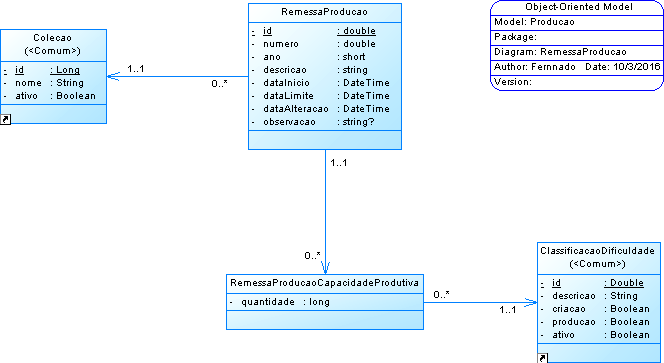 Colecao
(<Comum>)
- id : Long
- nome : String
- ativo : Boolean
1..1
0..*
RemessaProducao
- id : double
- numero : double
- ano : short
- descricao : string
- dataInicio : DateTime
- dataLimite : DateTime
- dataAlteracao : DateTime
- observacao : string?
Object-Oriented Model
Model: Producao
Package:
Diagram: RemessaProducao
Author: Fernnado Date: 10/3/2016
Version:
1..1
0..*
RemessaProducaoCapacidadeProdutiva
- quantidade : long
0..*
1..1
ClassificacaoDificuldade
(<Comum>)
- id : Double
- descricao : String
- criacao : Boolean
- producao : Boolean
- ativo : Boolean